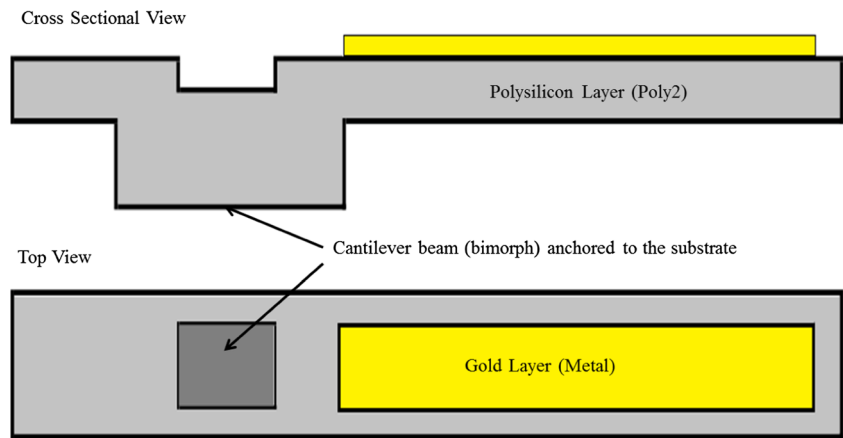 Cross Sectional View
Polysilicon Layer (Poly2)
Cantilever beam (bimorph) anchored to the substrate
Top View
Gold Layer (Metal)